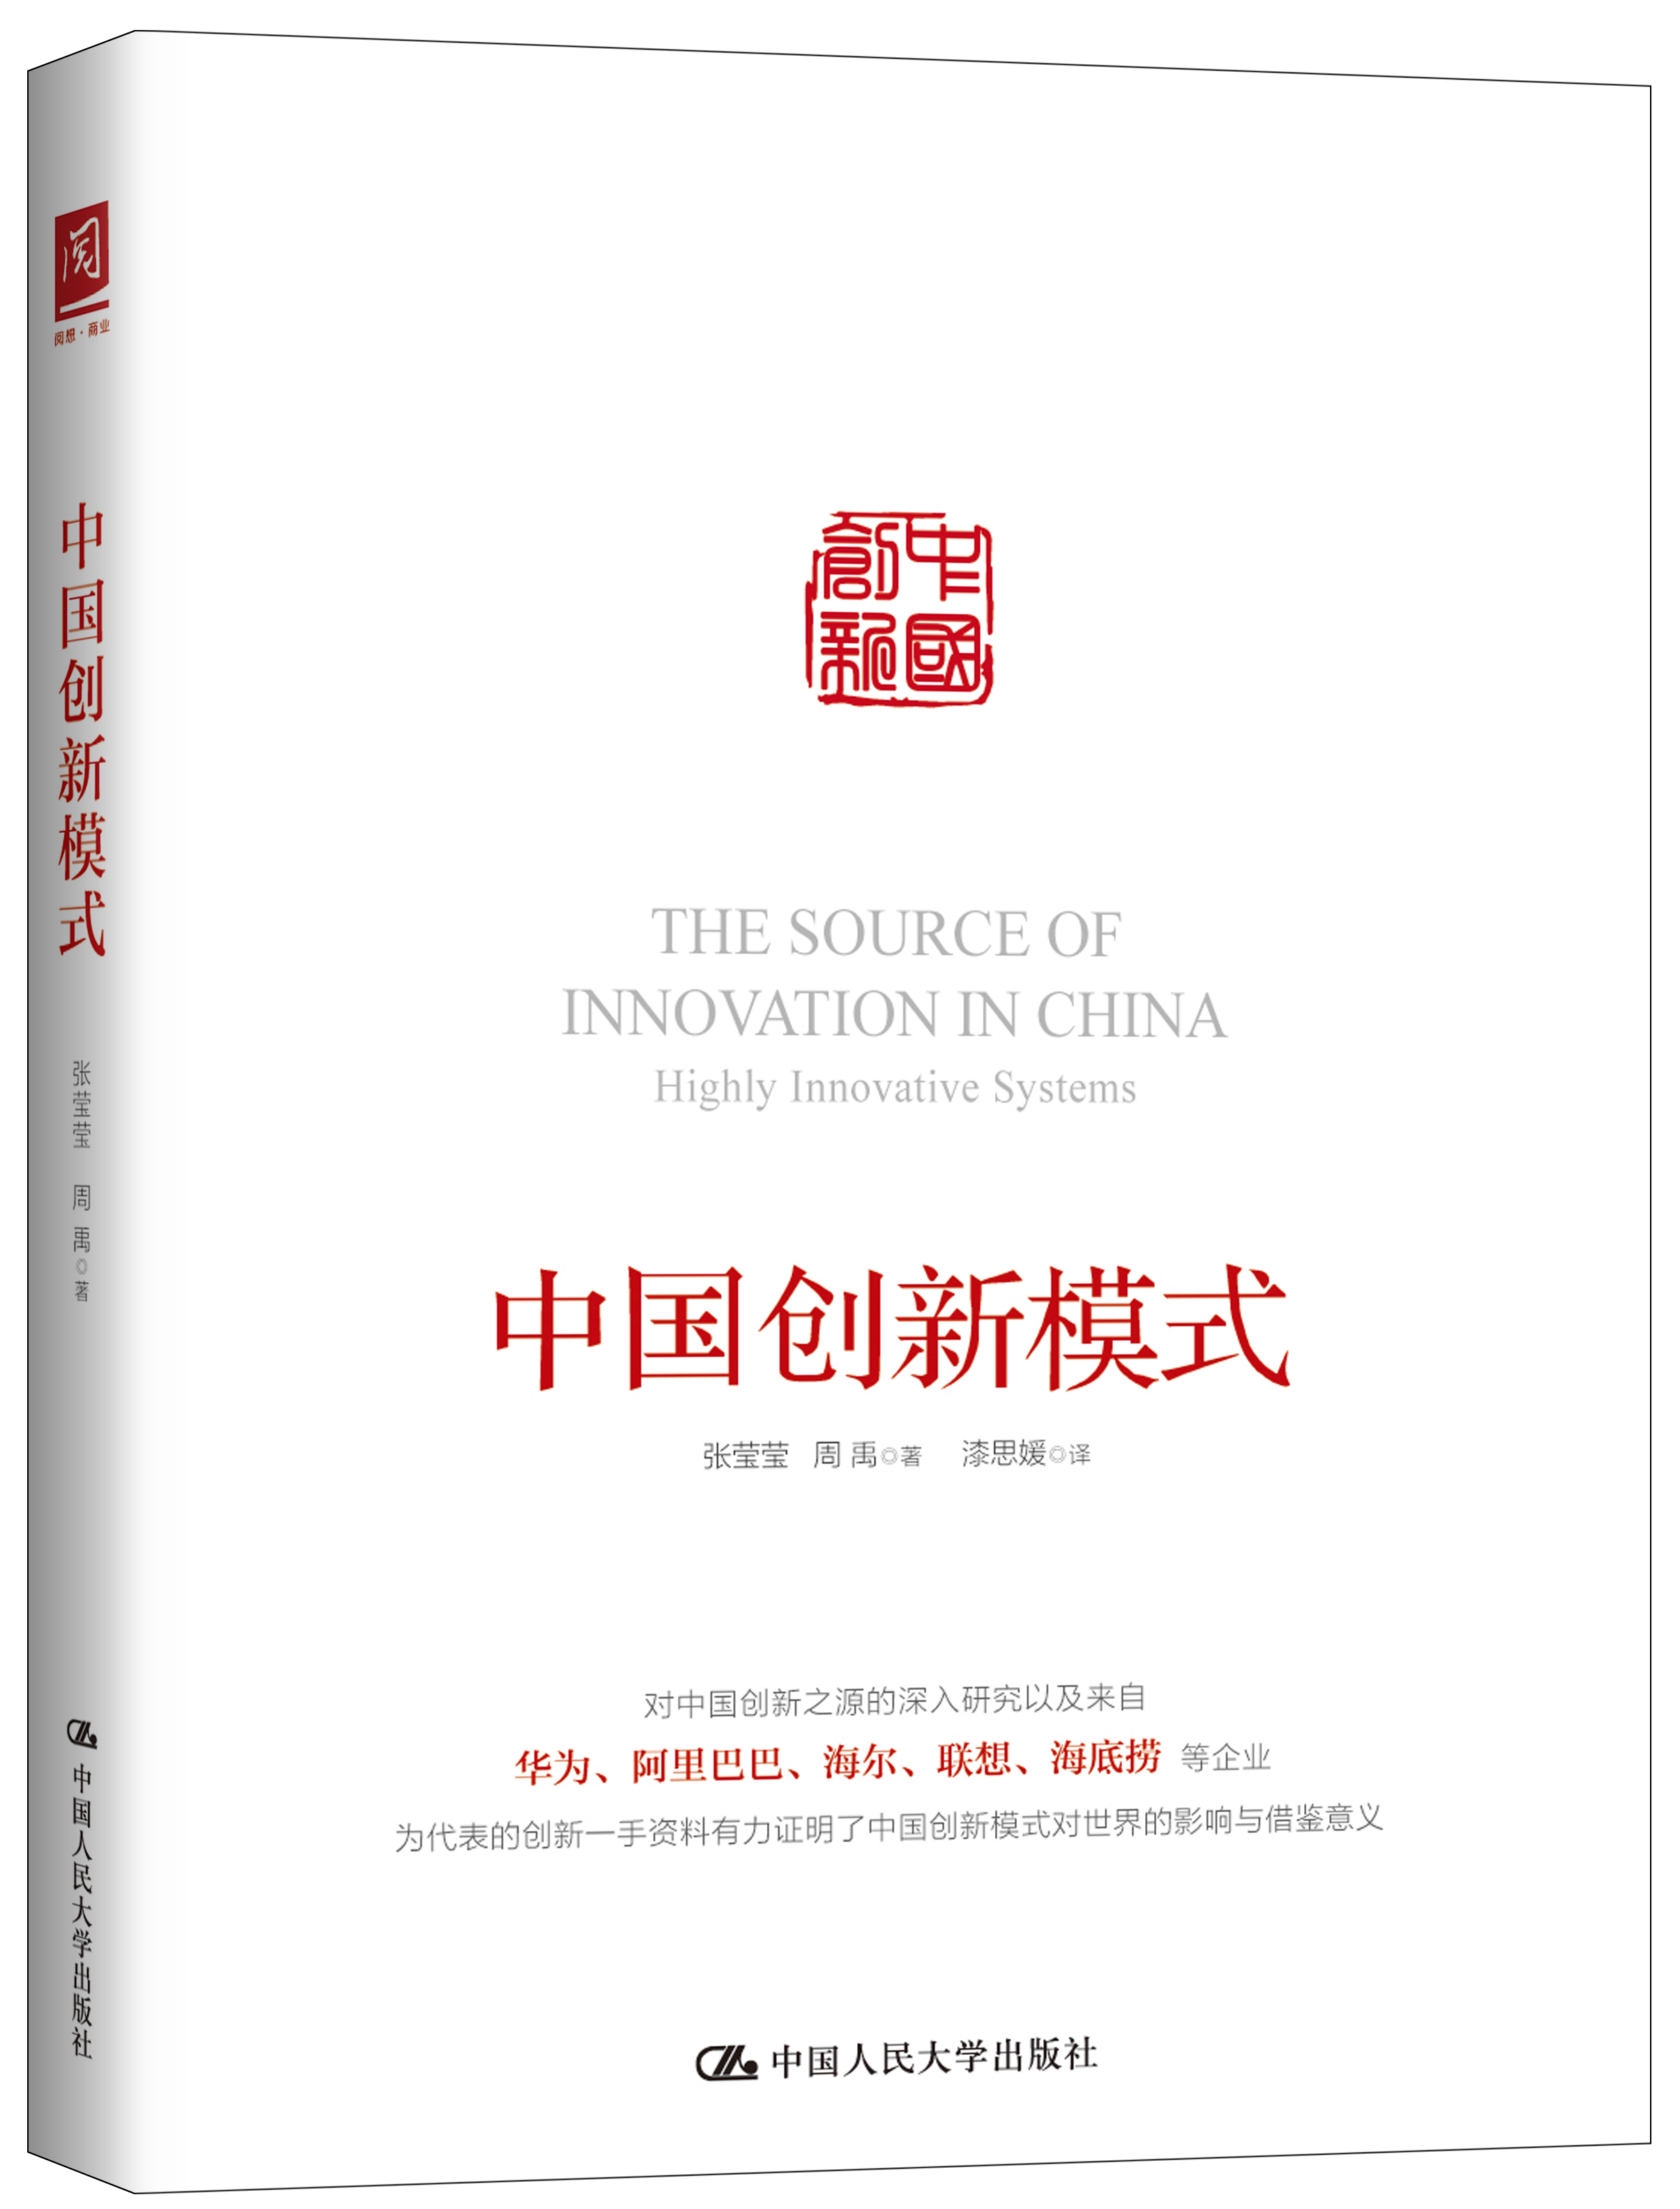 阅
阅想·商业
中国创新模式
张莹莹 周禹◎著
中国人民大学出版社
中國
創新
THE SOURCE OF
INNOVATION IN CHINA
Highly Innovative Systems
中国创新模式
张莹莹 周 禹◎著 漆思媛◎译
对中国创新之源的深入研究以及来自
华为、阿里巴巴、海尔、联想、海底捞 等企业
为代表的创新一手资料有力证明了中国创新模式对世界的影响与借鉴意义
中国人民大学出版社